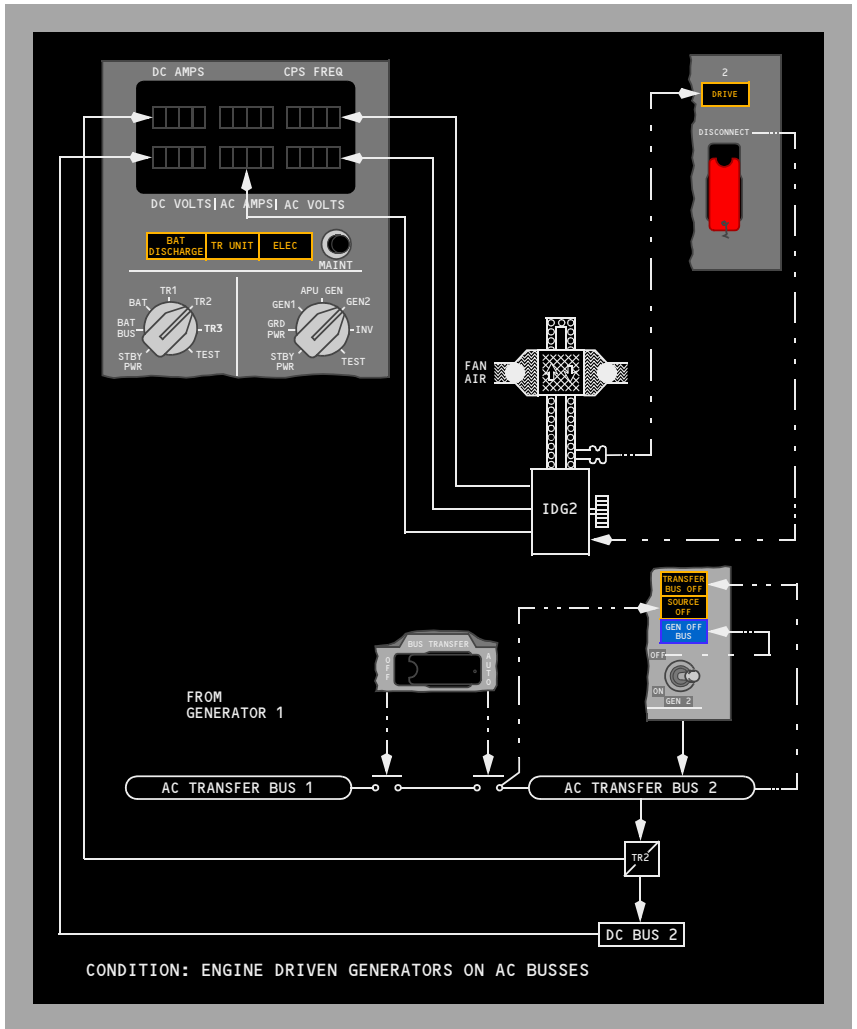 DC AMPS
CPS FREQ
DC VOLTS
AC AMPS
AC VOLTS
BAT
DISCHARGE
TR UNIT
ELEC
MAINT
TR1
BAT
TR2
BAT
BUS
TR3
STBY
PWR
TEST
APU GEN
GEN1
GEN2
GRD
PWR
INV
STBY
PWR
TEST
2
DRIVE
DISCONNECT
FAN
AIR
IDG2
TRANSFER
BUS OFF
SOURCE
OFF
GEN OFF
BUS
OFF
ON
GEN 2
BUS TRANSFER
OFF
AUTO
FROM
GENERATOR 1
AC TRANSFER BUS 1
AC TRANSFER BUS 2
TR2
DC BUS 2
CONDITION: ENGINE DRIVEN GENERATORS ON AC BUSSES